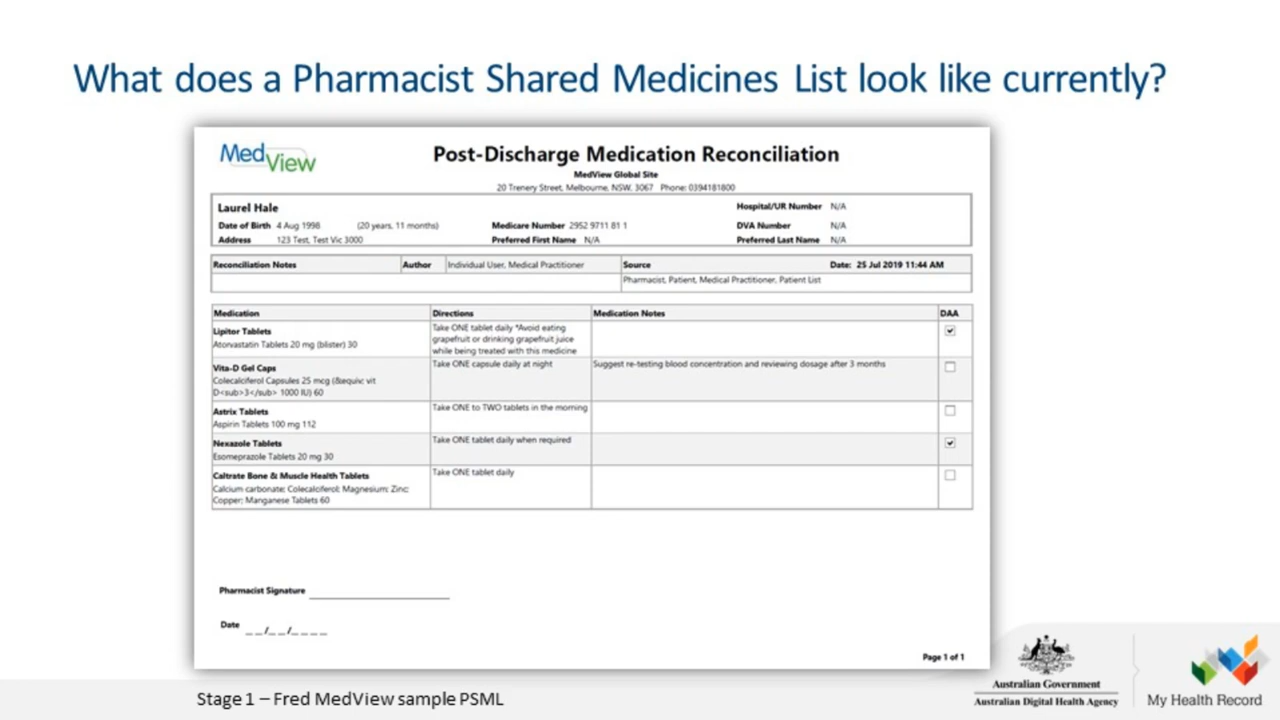 What does a Pharmacist Shared Medicines List look like currently?
MedView
Post-Discharge Medication Reconciliation
MedView Global Site
20 Trenery Street, Melbourne, NSW, 3067 Phone: 0394181800
Laurel Hale
Hospital/UR Number N/A
Date of Birth 4 Aug 1998 (20 years, 11 months) Medicare Number 2952 9711 81 1 DVA Number N/A
Address 123 Test, Test Vic 3000 Preferred First Name N/A Preferred Last Name N/A
Reconciliation Notes Author Individual User, Medical Practitioner Source Date: 25 Jul 2019 11:44 AM
Pharmacist, Patient, Medical Practitioner, Patient List
Medication Directions Medication Notes DAA
Lipitor Tablets
Atorvastatin Tablets 20 mg (blister) 30
Take ONE tablet daily *Avoid eating
grapefruit or drinking grapefruit juice
while being treated with this medicine
Vita-D Gel Caps
Colecalciferol Capsules 25 mcg (&equiv; vit
D<sub>3</sub> 1000 IU) 60
Take ONE capsule daily at night
Suggest re-testing blood concentration and reviewing dosage after 3 months
Astrix Tablets
Aspirin Tablets 100 mg 112
Take ONE to TWO tablets in the morning
Nexazole Tablets
Esomeprazole Tablets 20 mg 30
Take ONE tablet daily when required
Caltrate Bone & Muscle Health Tablets
Calcium carbonate; Colecalciferol; Magnesium; Zinc;
Copper; Manganese Tablets 60
Take ONE tablet daily
Pharmacist Signature
Date _ _/_ _/_ _ _ _
Page 1 of 1
Stage 1 – Fred MedView sample PSML
Australian Government
Australian Digital Health Agency
My Health Record